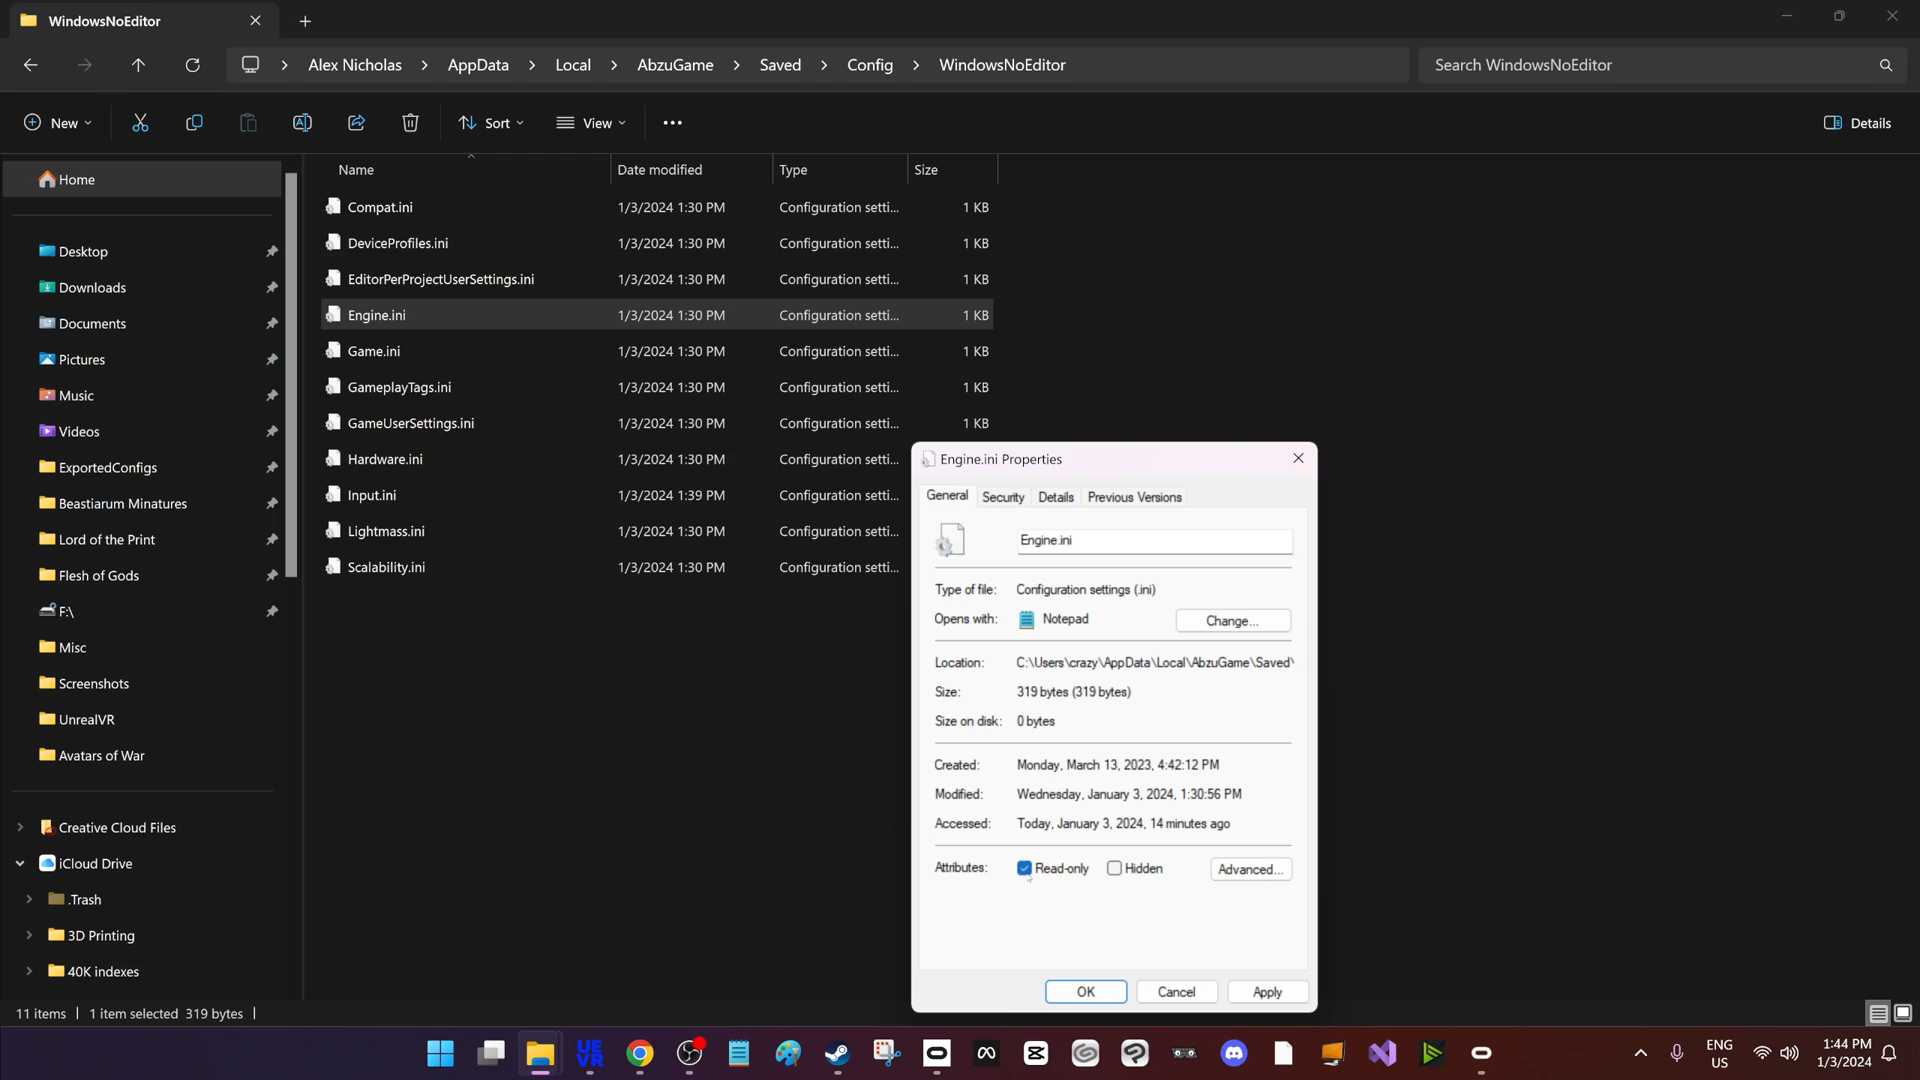 WindowsNoEditor
Alex Nicholas > AppData > Local > AbzuGame > Saved > Config > WindowsNoEditor
Search WindowsNoEditor
New
Sort
View
Details
Name Date modified Type Size
Home
Desktop
Downloads
Documents
Pictures
Music
Videos
ExportedConfigs
Beastiarum Minatures
Lord of the Print
Flesh of Gods
F:\
Misc
Screenshots
UnrealVR
Avatars of War
Creative Cloud Files
iCloud Drive
.Trash
3D Printing
40K indexes
Compat.ini 1/3/2024 1:30 PM Configuration setti... 1 KB
DeviceProfiles.ini 1/3/2024 1:30 PM Configuration setti... 1 KB
EditorPerProjectUserSettings.ini 1/3/2024 1:30 PM Configuration setti... 1 KB
Engine.ini 1/3/2024 1:30 PM Configuration setti... 1 KB
Game.ini 1/3/2024 1:30 PM Configuration setti... 1 KB
GameplayTags.ini 1/3/2024 1:30 PM Configuration setti... 1 KB
GameUserSettings.ini 1/3/2024 1:30 PM Configuration setti... 1 KB
Hardware.ini 1/3/2024 1:30 PM Configuration setti...
Input.ini 1/3/2024 1:39 PM Configuration setti...
Lightmass.ini 1/3/2024 1:30 PM Configuration setti...
Scalability.ini 1/3/2024 1:30 PM Configuration setti...
Engine.ini Properties
General Security Details Previous Versions
Engine.ini
Type of file: Configuration settings (.ini)
Opens with: Notepad Change...
Location: C:\Users\crazy\AppData\Local\AbzuGame\Saved\
Size: 319 bytes (319 bytes)
Size on disk: 0 bytes
Created: Monday, March 13, 2023, 4:42:12 PM
Modified: Wednesday, January 3, 2024, 1:30:56 PM
Accessed: Today, January 3, 2024, 14 minutes ago
Attributes: Read-only Hidden Advanced...
OK Cancel Apply
11 items 1 item selected 319 bytes
UE
VR
ENG
US
1:44 PM
1/3/2024